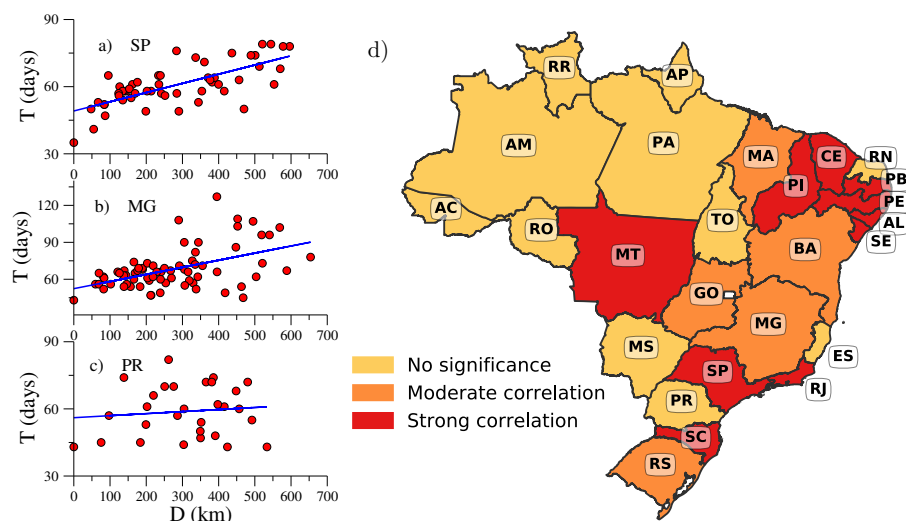 a) SP
90
60
30
T (days)
0 100 200 300 400 500 600 700
b) MG
120
90
60
T (days)
0 100 200 300 400 500 600 700
c) PR
90
60
30
T (days)
0 100 200 300 400 500 600 700
D (km)
d)
RR
AP
AM
PA
MA
CE
RN
PB
PI
PE
AC
TO
AL
RO
SE
BA
MT
GO
MG
MS
ES
SP
RJ
PR
SC
RS
No significance
Moderate correlation
Strong correlation